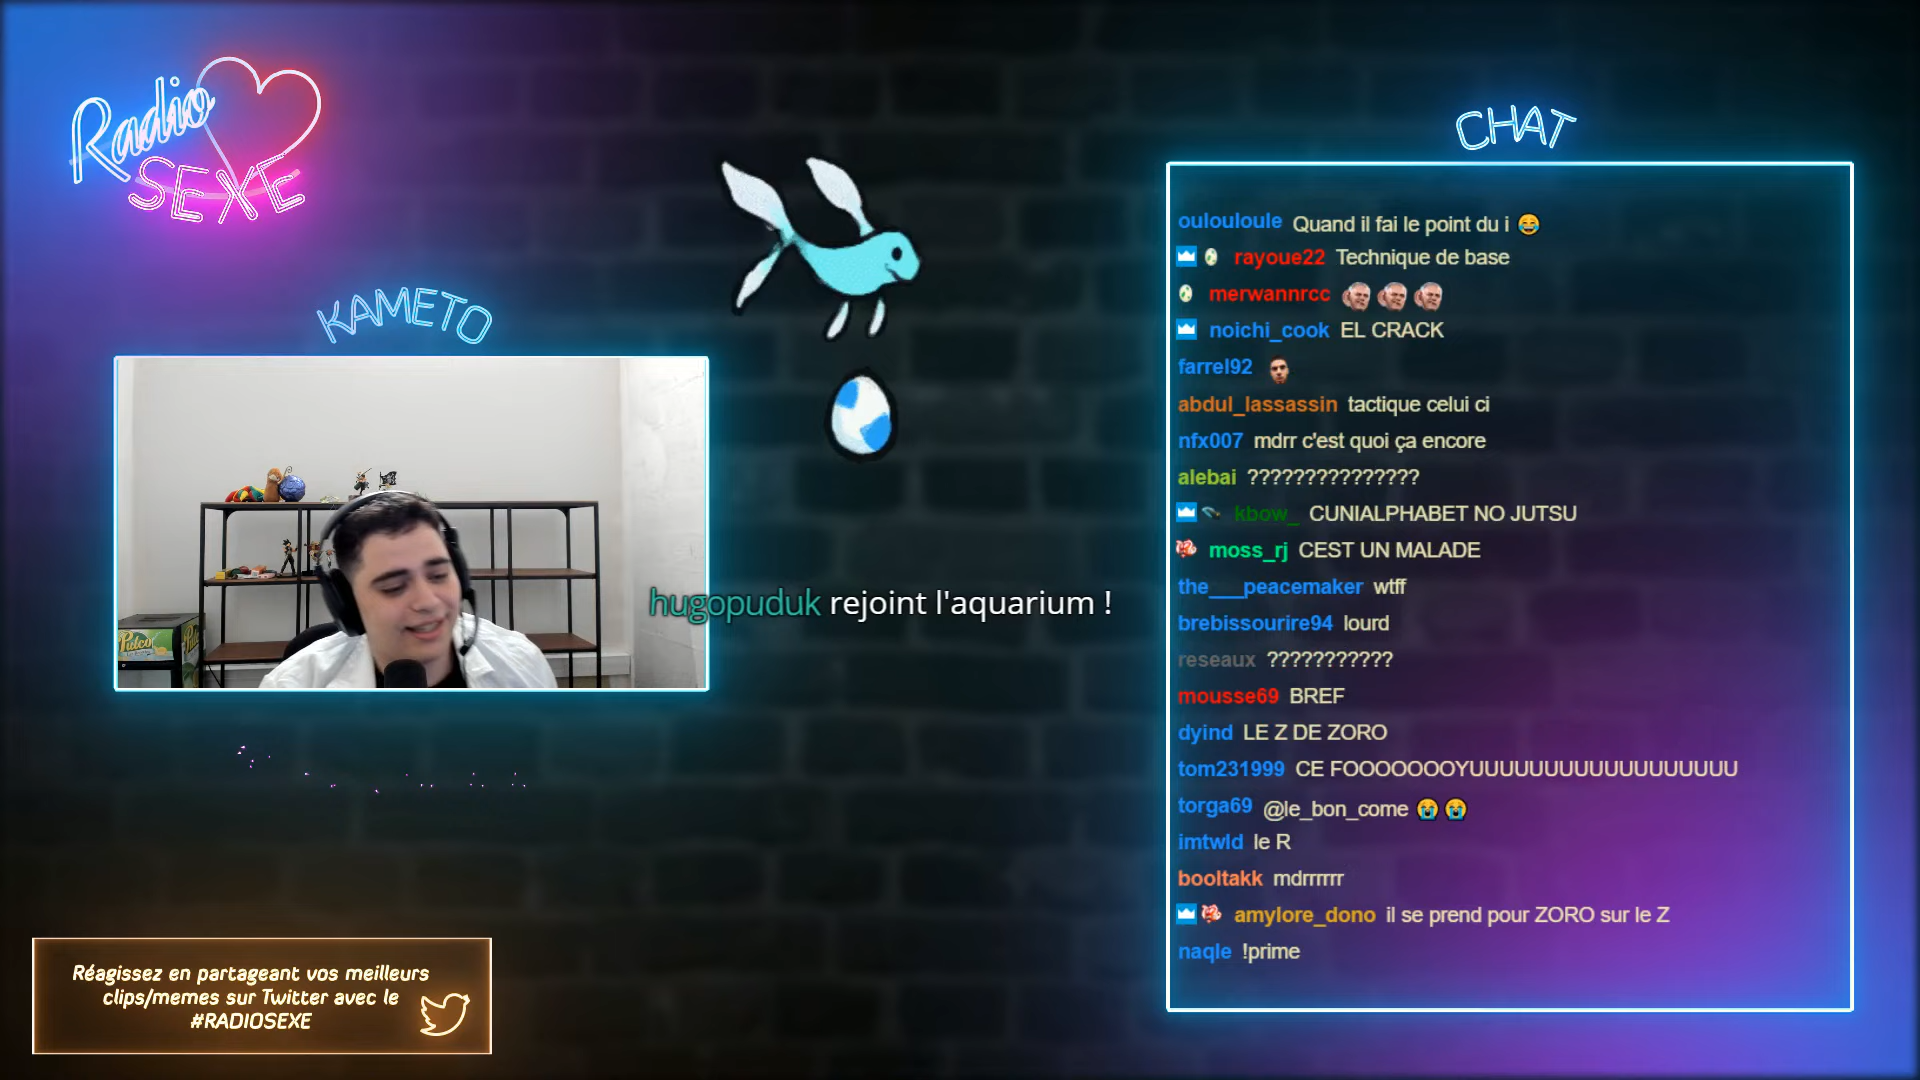 Radio
SEXE
KAMETO
Pulco
hugopuduk rejoint l'aquarium !
Réagissez en partageant vos meilleurs
clips/memes sur Twitter avec le
#RADIOSEXE
CHAT
oulouloule Quand il fai le point du i 😂
rayoue22 Technique de base
merwannrcc
noichi_cook EL CRACK
farrel92
abdul_lassassin tactique celui ci
nfx007 mdrr c'est quoi ça encore
alebai ???????????????
kbow_ CUNIALPHABET NO JUTSU
moss_rj CEST UN MALADE
the___peacemaker wtff
brebissourire94 lourd
reseaux ???????????
mousse69 BREF
dyind LE Z DE ZORO
tom231999 CE FOOOOOOOYUUUUUUUUUUUUUUUUUU
torga69 @le_bon_come 😭 😭
imtwld le R
booltakk mdrrrrrr
amylore_dono il se prend pour ZORO sur le Z
naqle !prime